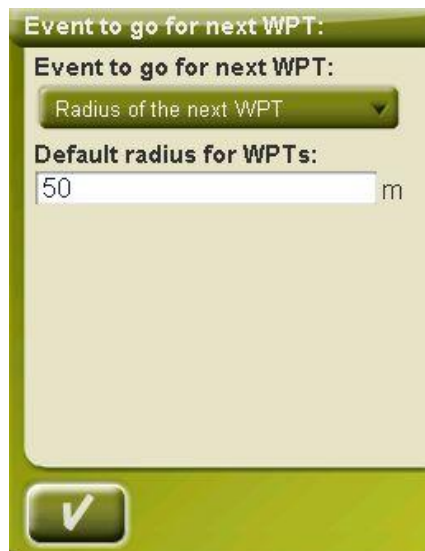 Event to go for next WPT:
Event to go for next WPT:
Radius of the next WPT
Default radius for WPTs:
50 m